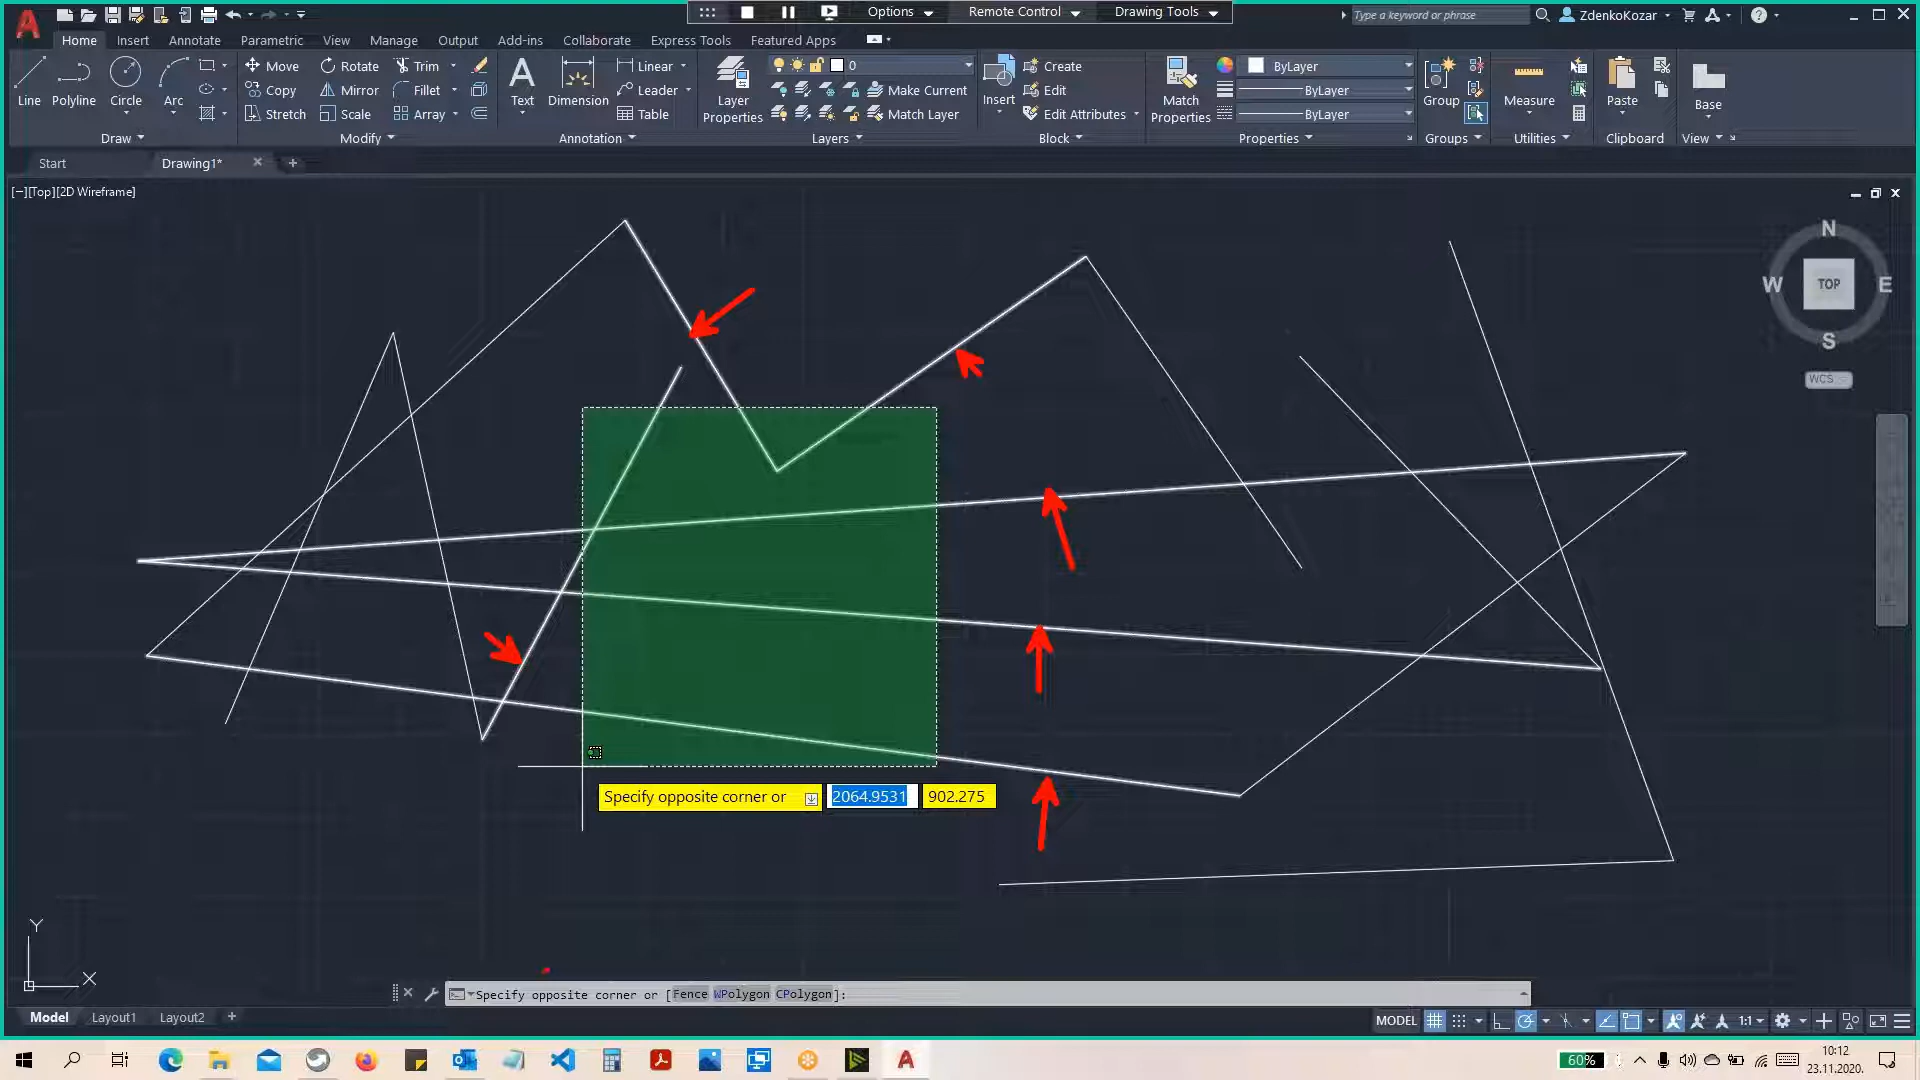 Options Remote Control Drawing Tools
Type a keyword or phrase ZdenkoKozar
Home Insert Annotate Parametric View Manage Output Add-ins Collaborate Express Tools Featured Apps
Line Polyline Circle Arc
Draw
Move Rotate Trim
Copy Mirror Fillet
Stretch Scale Array
Modify
Text Dimension
Linear
Leader
Table
Annotation
Layer Properties
0
Make Current
Match Layer
Layers
Insert
Create
Edit
Edit Attributes
Block
Match Properties
ByLayer
ByLayer
ByLayer
Properties
Group
Groups
Measure
Utilities
Paste
Clipboard
Base
View
Start Drawing1*
[−][Top][2D Wireframe]
N
W TOP E
S
WCS
Specify opposite corner or 2064.9531 902.275
Y
X
Specify opposite corner or [Fence WPolygon CPolygon]:
Model Layout1 Layout2
MODEL 1:1
60%
10:12
23.11.2020.